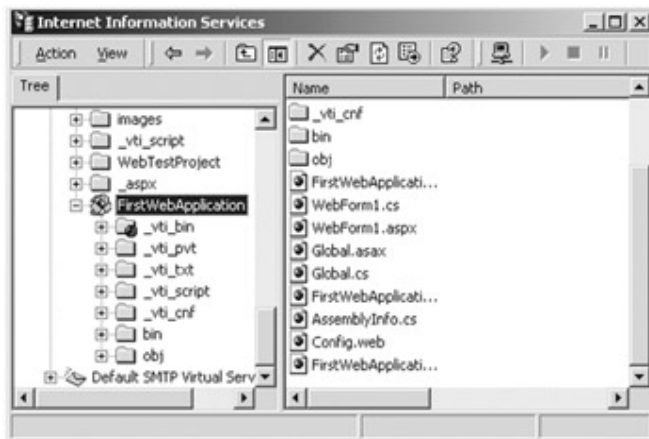 Internet Information Services
Action View
Tree
images
_vti_script
WebTestProject
_aspx
FirstWebApplication
_vti_bin
_vti_pvt
_vti_txt
_vti_script
_vti_cnf
bin
obj
Default SMTP Virtual Serv
Name Path
_vti_cnf
bin
obj
FirstWebApplicati...
WebForm1.cs
WebForm1.aspx
Global.asax
Global.cs
FirstWebApplicati...
AssemblyInfo.cs
Config.web
FirstWebApplicati...